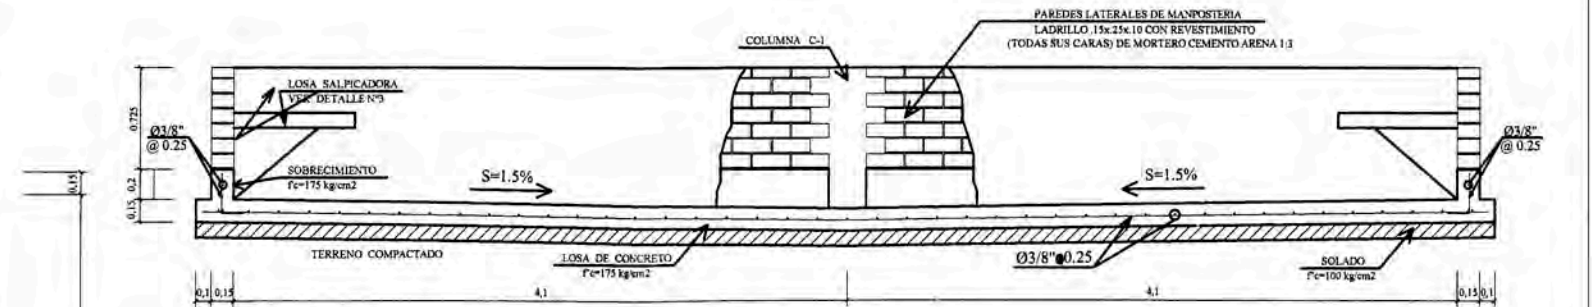 PAREDES LATERALES DE MANPOSTERIA
LADRILLO .15x.25x.10 CON REVESTIMIENTO
(TODAS SUS CARAS) DE MORTERO CEMENTO ARENA 1:3
COLUMNA C-1
LOSA SALPICADORA
VER DETALLE N°3
0,725
Ø3/8"
@ 0.25
Ø3/8"
@ 0.25
SOBRECIMIENTO
f'c=175 kg/cm2
S=1.5%
S=1.5%
0,15
0,2
0,15
TERRENO COMPACTADO
LOSA DE CONCRETO
f'c=175 kg/cm2
Ø3/8"@0.25
SOLADO
f'c=100 kg/cm2
0,1 0,15 4,1 4,1 0,15 0,1